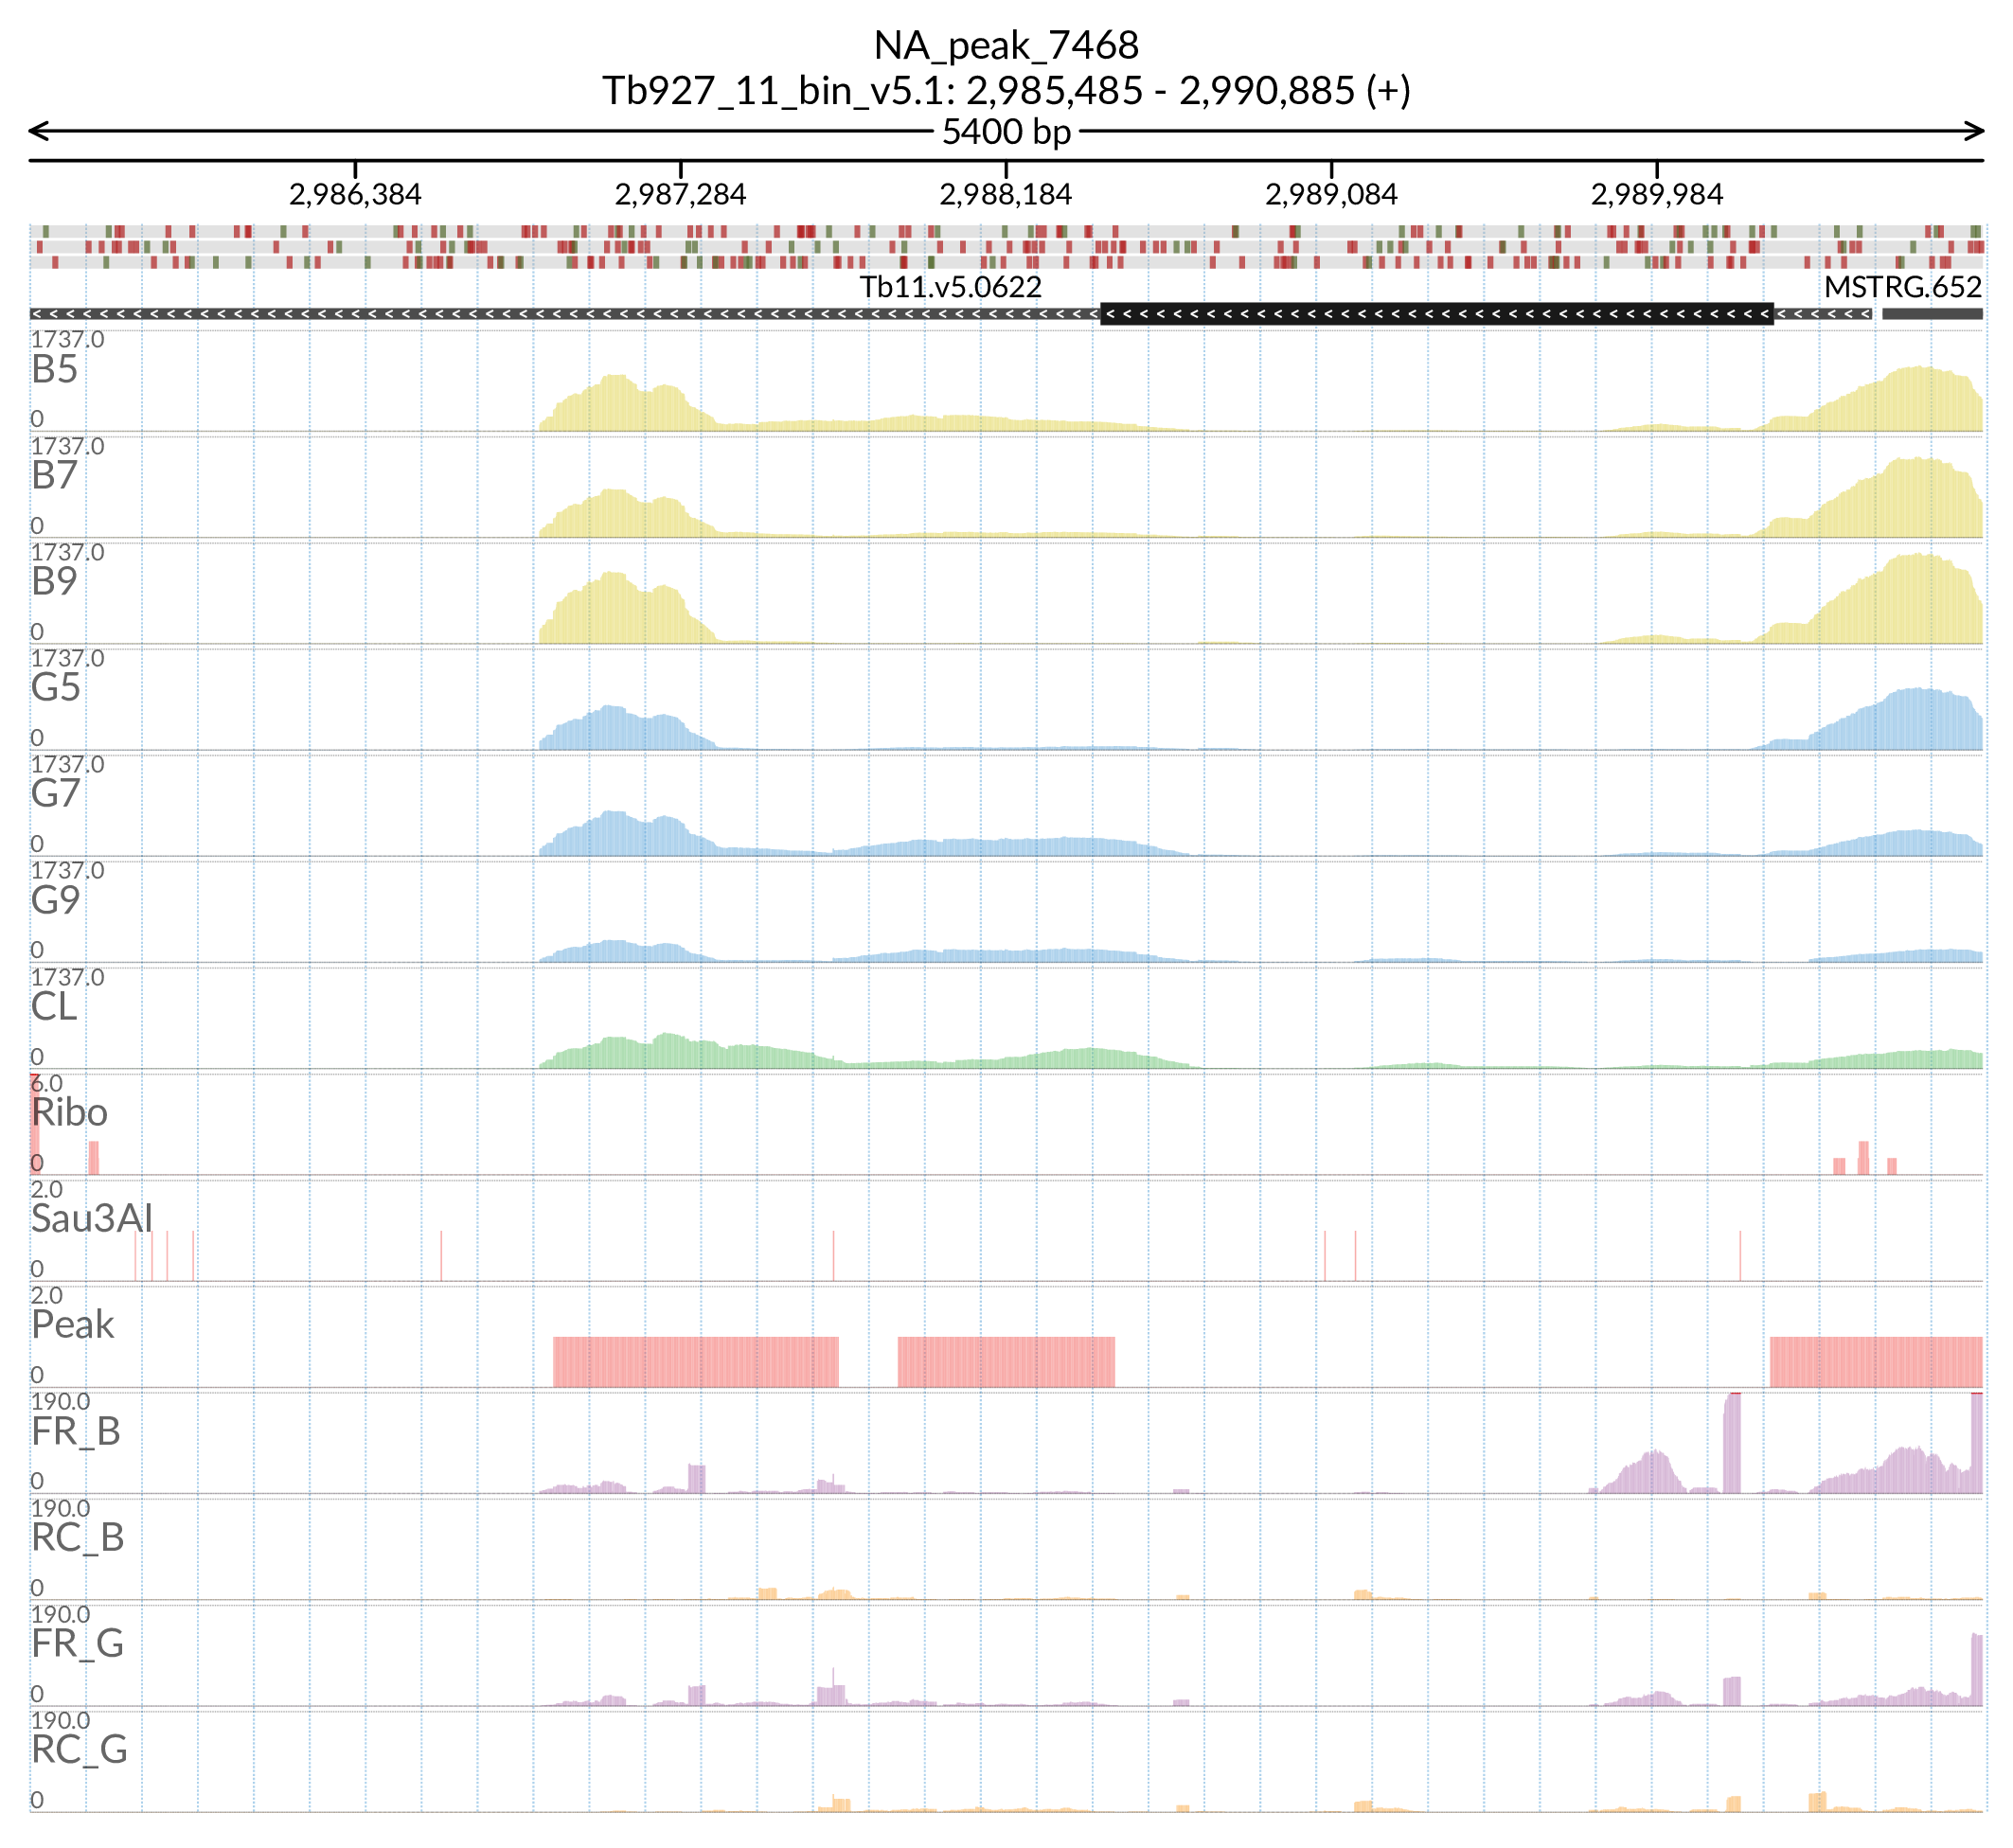 NA_peak_7468
Tb927_11_bin_v5.1: 2,985,485 - 2,990,885 (+)
5400 bp
2,986,384 2,987,284 2,988,184 2,989,084 2,989,984
Tb11.v5.0622 MSTRG.652
1737.0
B5
0
1737.0
B7
0
1737.0
B9
0
1737.0
G5
0
1737.0
G7
0
1737.0
G9
0
1737.0
CL
0
6.0
Ribo
0
2.0
Sau3AI
0
2.0
Peak
0
190.0
FR_B
0
190.0
RC_B
0
190.0
FR_G
0
190.0
RC_G
0